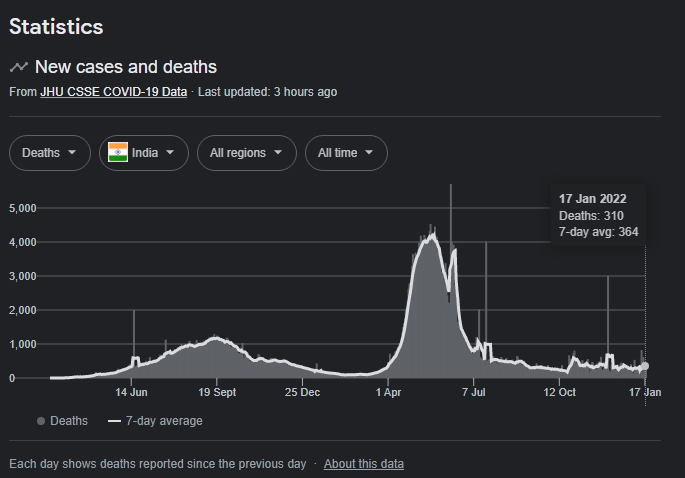 Statistics
New cases and deaths
From JHU CSSE COVID-19 Data · Last updated: 3 hours ago
Deaths
India
All regions
All time
17 Jan 2022
Deaths: 310
7-day avg: 364
5,000
4,000
3,000
2,000
1,000
0
14 Jun 19 Sept 25 Dec 1 Apr 7 Jul 12 Oct 17 Jan
Deaths 7-day average
Each day shows deaths reported since the previous day · About this data